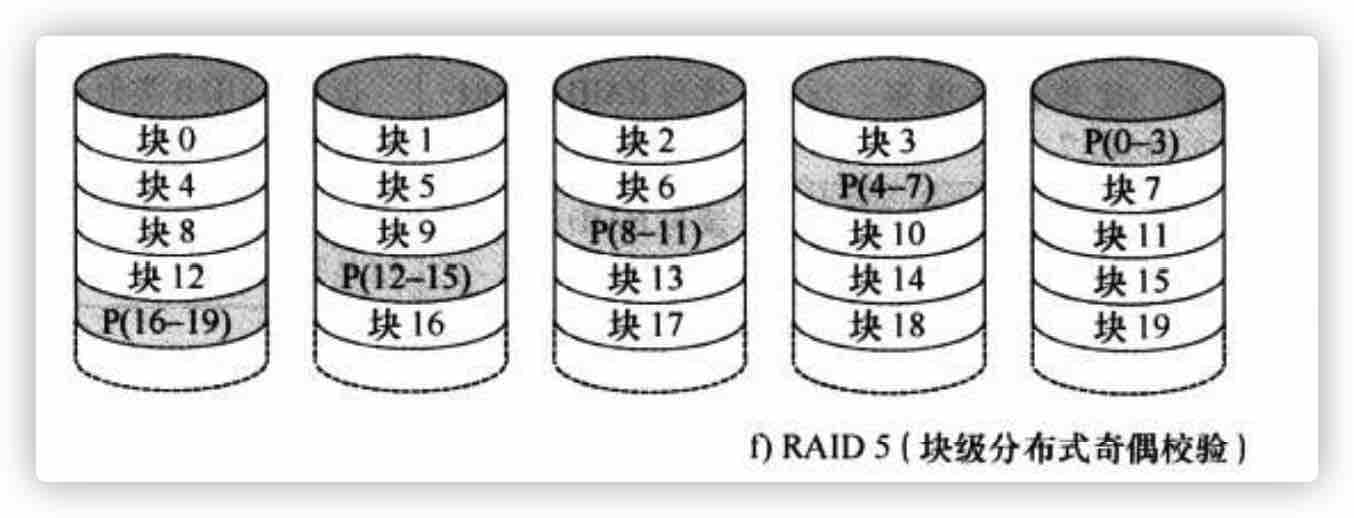 块 0 块 1 块 2 块 3 P(0–3)
块 4 块 5 块 6 P(4–7) 块 7
块 8 块 9 P(8–11) 块 10 块 11
块 12 P(12–15) 块 13 块 14 块 15
P(16–19) 块 16 块 17 块 18 块 19
f) RAID 5 ( 块级分布式奇偶校验 )